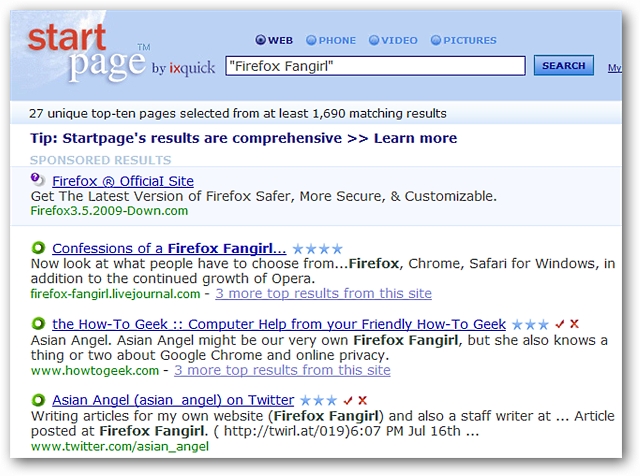 start
page™ by ixquick
WEB PHONE VIDEO PICTURES
"Firefox Fangirl" SEARCH My
27 unique top-ten pages selected from at least 1,690 matching results
Tip: Startpage's results are comprehensive >> Learn more
SPONSORED RESULTS
Firefox ® Official Site
Get The Latest Version of Firefox Safer, More Secure, & Customizable.
Firefox3.5.2009-Down.com
Confessions of a Firefox Fangirl...
Now look at what people have to choose from...Firefox, Chrome, Safari for Windows, in
addition to the continued growth of Opera.
firefox-fangirl.livejournal.com - 3 more top results from this site
the How-To Geek :: Computer Help from your Friendly How-To Geek
Asian Angel. Asian Angel might be our very own Firefox Fangirl, but she also knows a
thing or two about Google Chrome and online privacy.
www.howtogeek.com - 3 more top results from this site
Asian Angel (asian_angel) on Twitter
Writing articles for my own website (Firefox Fangirl) and also a staff writer at ... Article
posted at Firefox Fangirl. ( http://twirl.at/019)6:07 PM Jul 16th ...
www.twitter.com/asian_angel